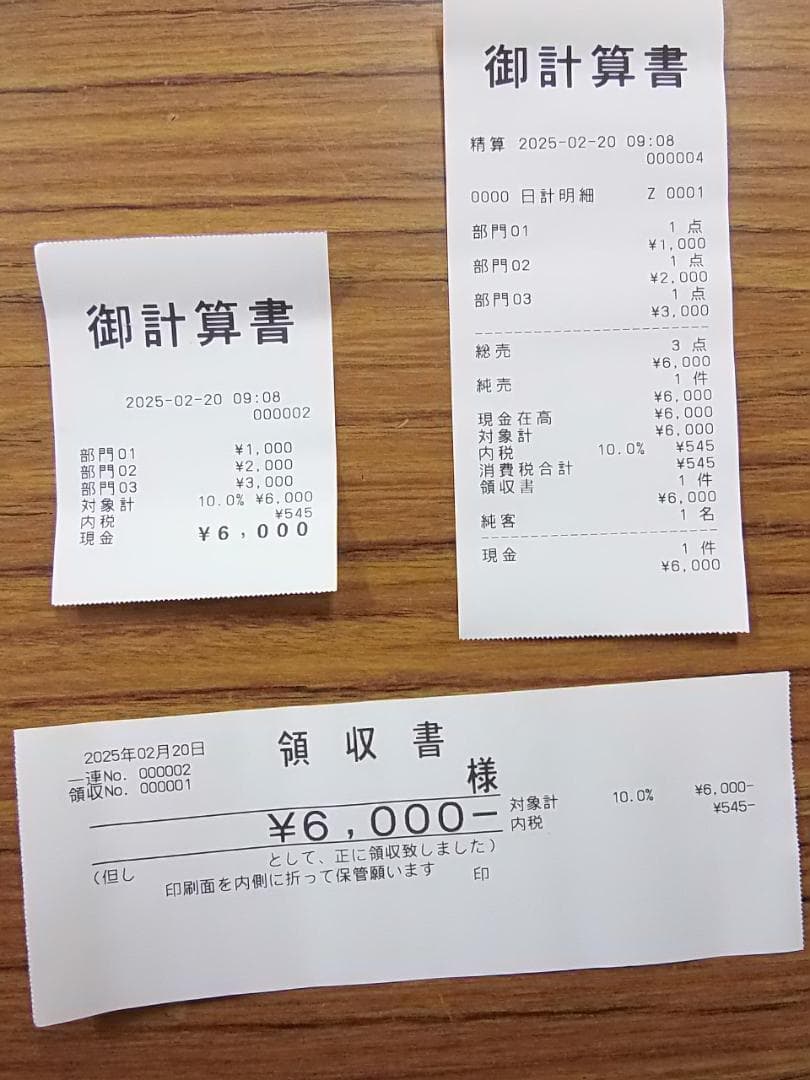 御計算書
2025-02-20 09:08
000002
部門01 ¥1,000
部門02 ¥2,000
部門03 ¥3,000
対象計 10.0% ¥6,000
内税 ¥545
現金 ¥6,000
御計算書
精算 2025-02-20 09:08
000004
0000 日計明細 Z 0001
部門01 1 点
¥1,000
部門02 1 点
¥2,000
部門03 1 点
¥3,000
総売 3 点
¥6,000
純売 1 件
¥6,000
現金在高 ¥6,000
対象計 ¥6,000
内税 10.0% ¥545
消費税合計 ¥545
領収書 1 件
¥6,000
純客 1 名
現金 1 件
¥6,000
領収書
2025年02月20日
一連No. 000002
領収No. 000001
様
¥6,000-
(但し として、正に領収致しました)
印刷面を内側に折って保管願います 印
対象計 10.0% ¥6,000-
内税 ¥545-